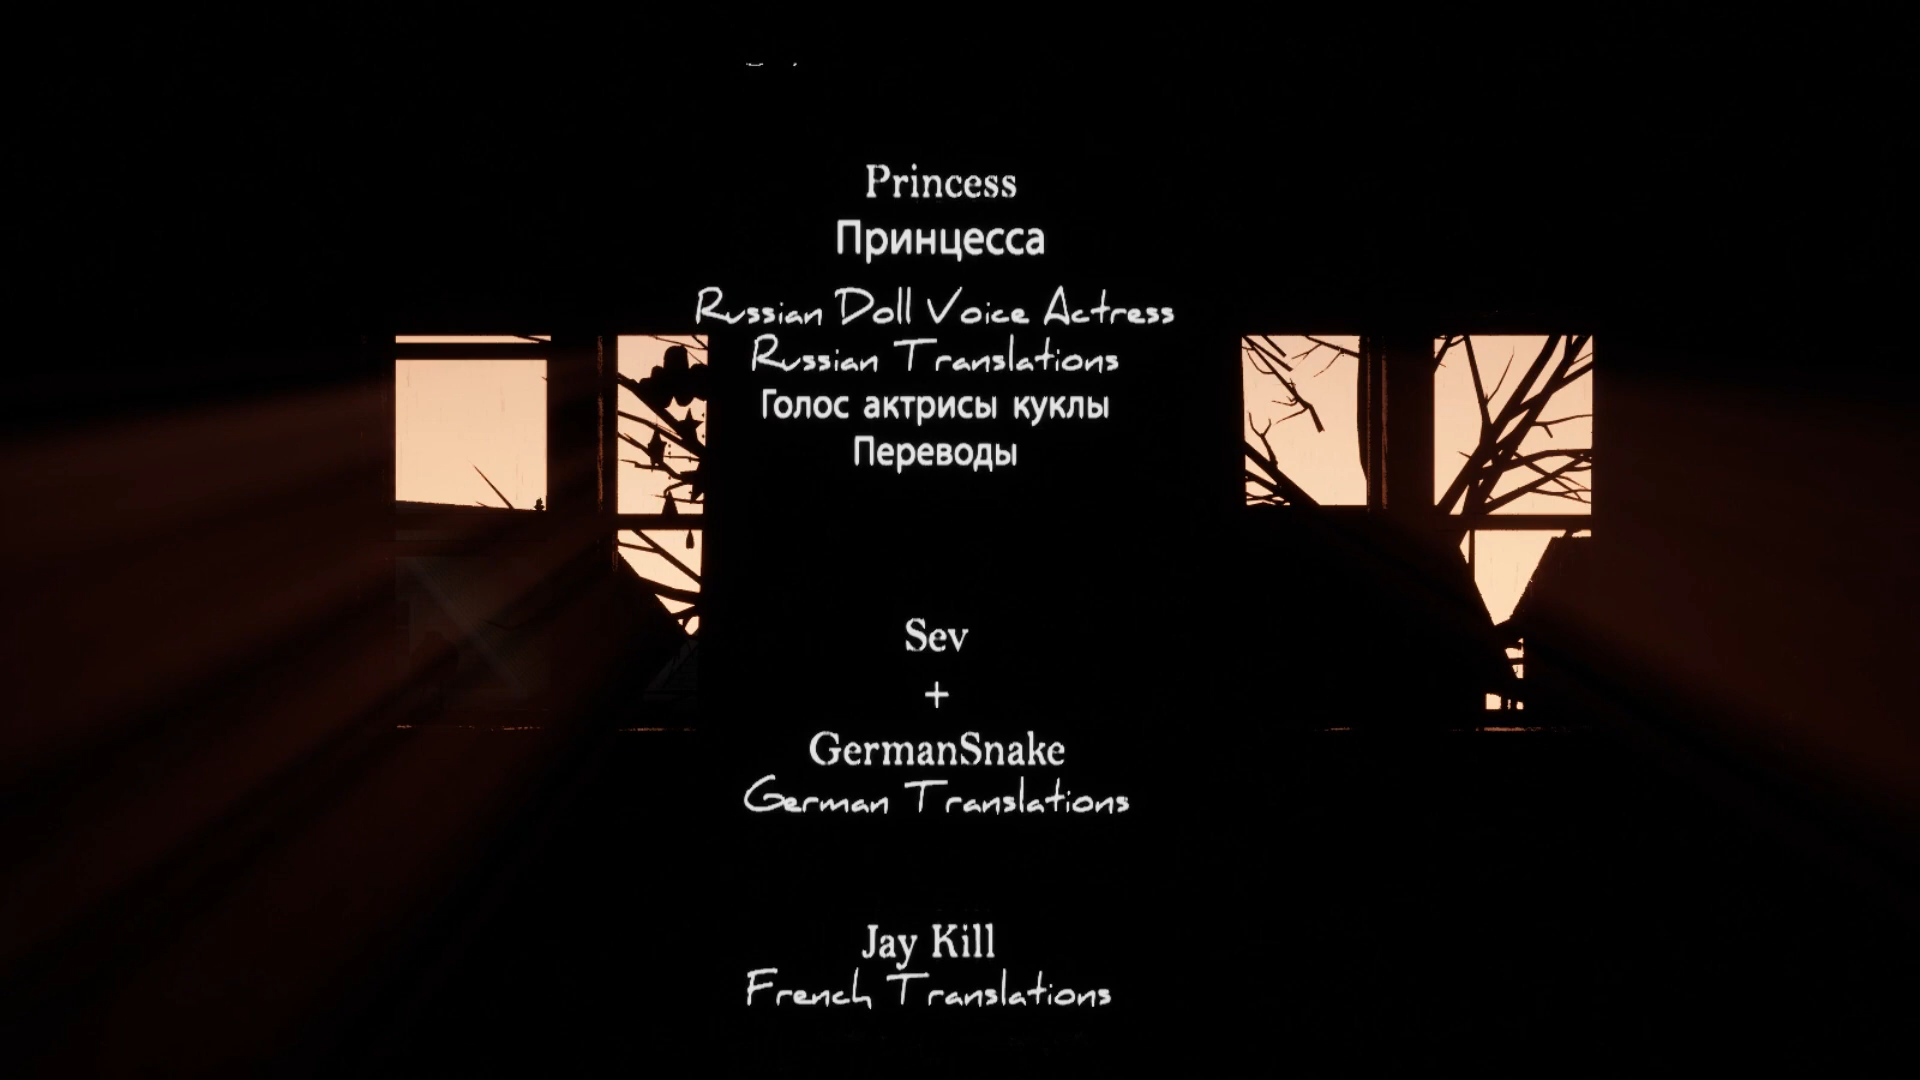 Princess
Принцесса
Russian Doll Voice Actress
Russian Translations
Голос актрисы куклы
Переводы
Sev
+
GermanSnake
German Translations
Jay Kill
French Translations